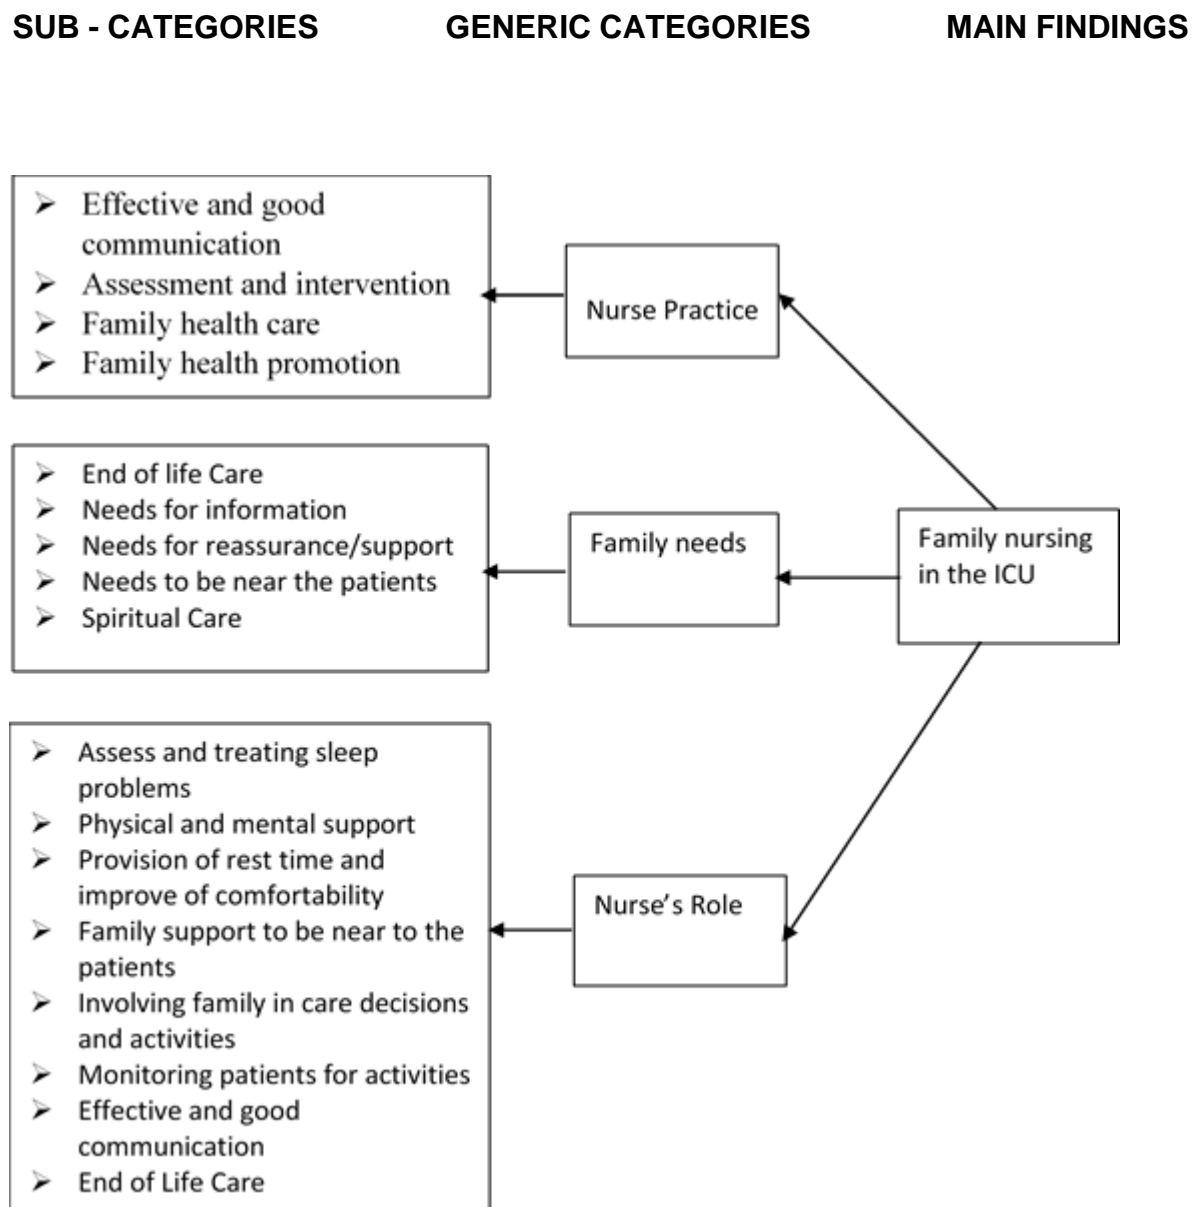 SUB - CATEGORIES GENERIC CATEGORIES MAIN FINDINGS
➢ Effective and good
communication
➢ Assessment and intervention
➢ Family health care
➢ Family health promotion
Nurse Practice
➢ End of life Care
➢ Needs for information
➢ Needs for reassurance/support
➢ Needs to be near the patients
➢ Spiritual Care
Family needs
Family nursing
in the ICU
➢ Assess and treating sleep
problems
➢ Physical and mental support
➢ Provision of rest time and
improve of comfortability
➢ Family support to be near to the
patients
➢ Involving family in care decisions
and activities
➢ Monitoring patients for activities
➢ Effective and good
communication
➢ End of Life Care
Nurse’s Role